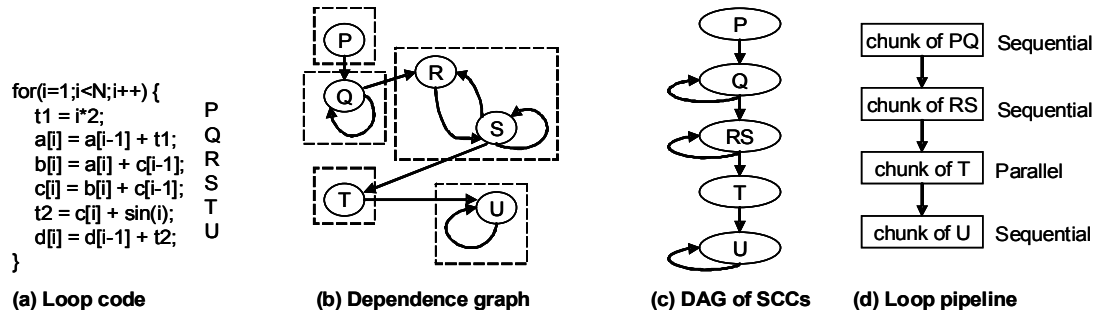 for(i=1;i<N;i++) {
t1 = i*2; P
a[i] = a[i-1] + t1; Q
b[i] = a[i] + c[i-1]; R
c[i] = b[i] + c[i-1]; S
t2 = c[i] + sin(i); T
d[i] = d[i-1] + t2; U
}
(a) Loop code
P
Q
R
S
T
U
(b) Dependence graph
P
Q
RS
T
U
(c) DAG of SCCs
chunk of PQ Sequential
chunk of RS Sequential
chunk of T Parallel
chunk of U Sequential
(d) Loop pipeline